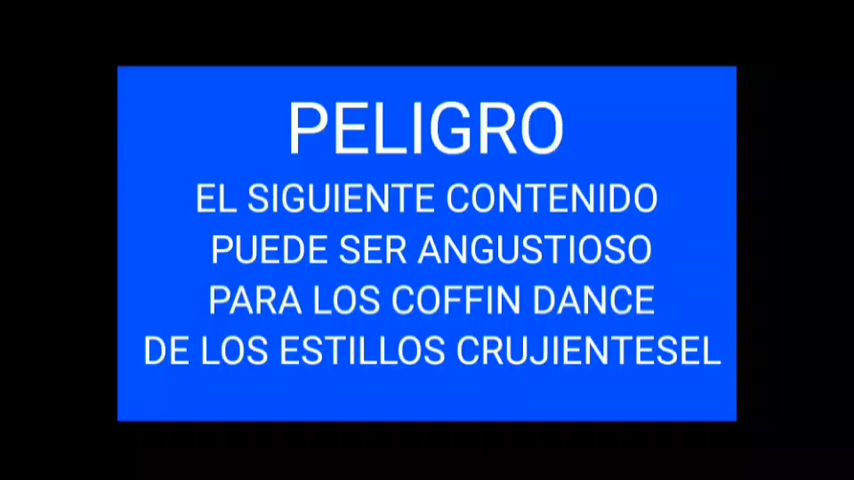 PELIGRO
EL SIGUIENTE CONTENIDO
PUEDE SER ANGUSTIOSO
PARA LOS COFFIN DANCE
DE LOS ESTILLOS CRUJIENTESEL